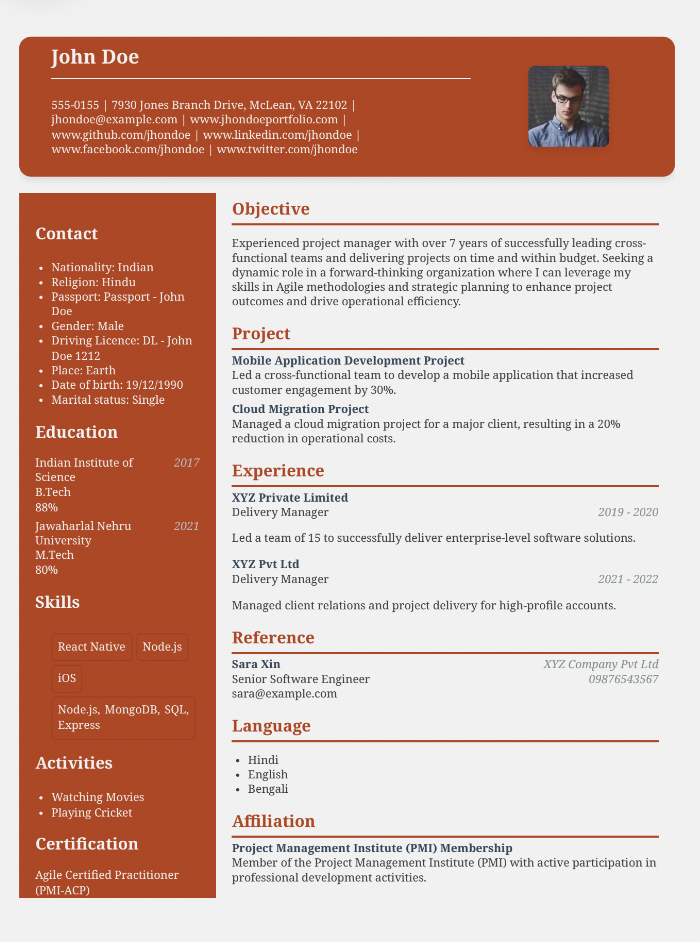 John Doe
555-0155 | 7930 Jones Branch Drive, McLean, VA 22102 |
jhondoe@example.com | www.jhondoeportfolio.com |
www.github.com/jhondoe | www.linkedin.com/jhondoe |
www.facebook.com/jhondoe | www.twitter.com/jhondoe
Contact
• Nationality: Indian
• Religion: Hindu
• Passport: Passport - John
Doe
• Gender: Male
• Driving Licence: DL - John
Doe 1212
• Place: Earth
• Date of birth: 19/12/1990
• Marital status: Single
Education
Indian Institute of 2017
Science
B.Tech
88%
Jawaharlal Nehru 2021
University
M.Tech
80%
Skills
React Native Node.js
iOS
Node.js, MongoDB, SQL,
Express
Activities
• Watching Movies
• Playing Cricket
Certification
Agile Certified Practitioner
(PMI-ACP)
Objective
Experienced project manager with over 7 years of successfully leading cross-
functional teams and delivering projects on time and within budget. Seeking a
dynamic role in a forward-thinking organization where I can leverage my
skills in Agile methodologies and strategic planning to enhance project
outcomes and drive operational efficiency.
Project
Mobile Application Development Project
Led a cross-functional team to develop a mobile application that increased
customer engagement by 30%.
Cloud Migration Project
Managed a cloud migration project for a major client, resulting in a 20%
reduction in operational costs.
Experience
XYZ Private Limited
Delivery Manager 2019 - 2020
Led a team of 15 to successfully deliver enterprise-level software solutions.
XYZ Pvt Ltd
Delivery Manager 2021 - 2022
Managed client relations and project delivery for high-profile accounts.
Reference
Sara Xin XYZ Company Pvt Ltd
Senior Software Engineer 09876543567
sara@example.com
Language
• Hindi
• English
• Bengali
Affiliation
Project Management Institute (PMI) Membership
Member of the Project Management Institute (PMI) with active participation in
professional development activities.